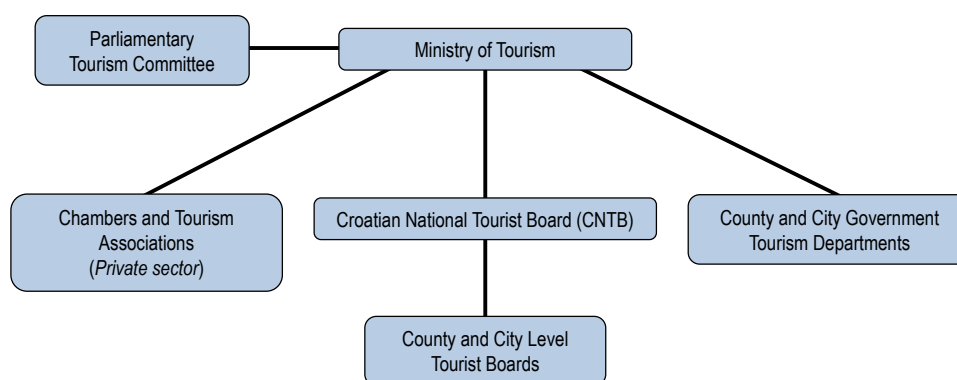 Parliamentary
Tourism Committee
Ministry of Tourism
Chambers and Tourism
Associations
(Private sector)
Croatian National Tourist Board (CNTB)
County and City Government
Tourism Departments
County and City Level
Tourist Boards